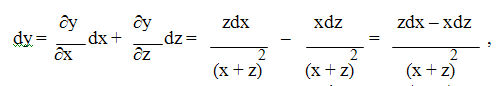 dy = ∂y/∂x dx + ∂y/∂z dz = zdx/(x + z)² – xdz/(x + z)² = zdx – xdz/(x + z)² ,